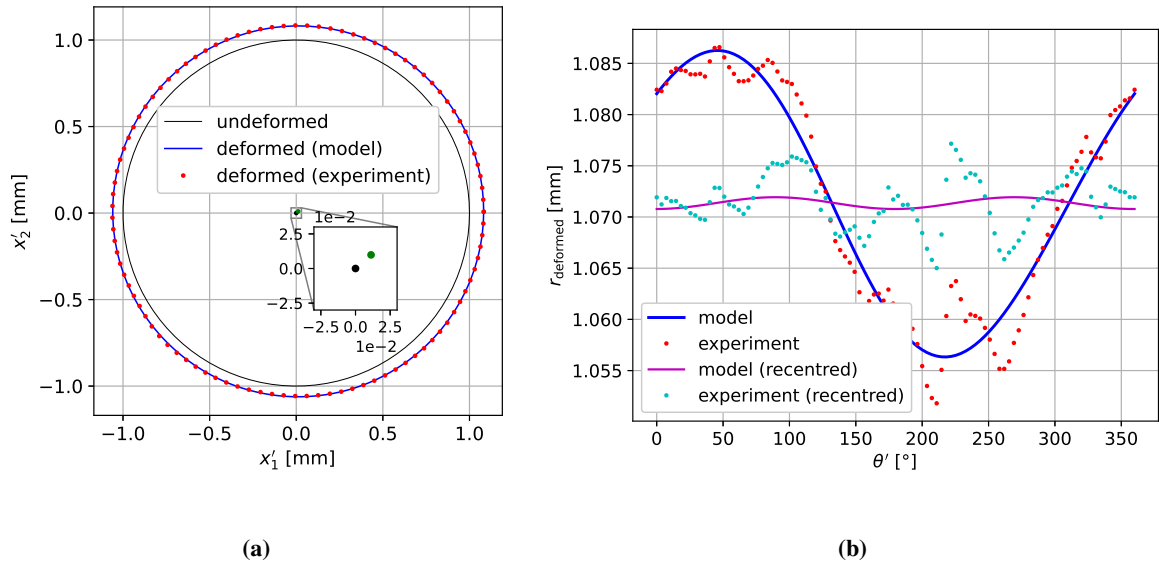 1.0
0.5
0.0
−0.5
−1.0
x′₂ [mm]
undeformed
deformed (model)
deformed (experiment)
1e−2
2.5
0.0
−2.5
−2.5 0.0 2.5
1e−2
−1.0 −0.5 0.0 0.5 1.0
x′₁ [mm]
(a)
1.085
1.080
1.075
1.070
1.065
1.060
1.055
r_deformed [mm]
model
experiment
model (recentred)
experiment (recentred)
0 50 100 150 200 250 300 350
θ′ [°]
(b)